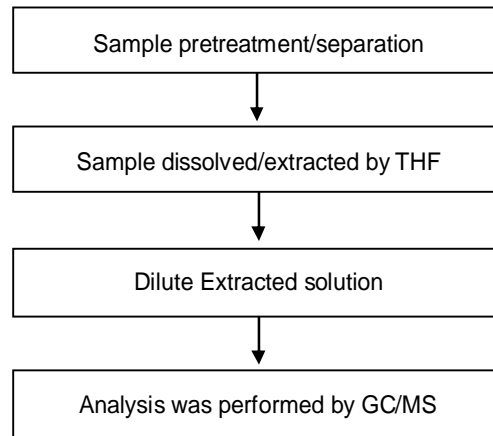 Sample pretreatment/separation
Sample dissolved/extracted by THF
Dilute Extracted solution
Analysis was performed by GC/MS